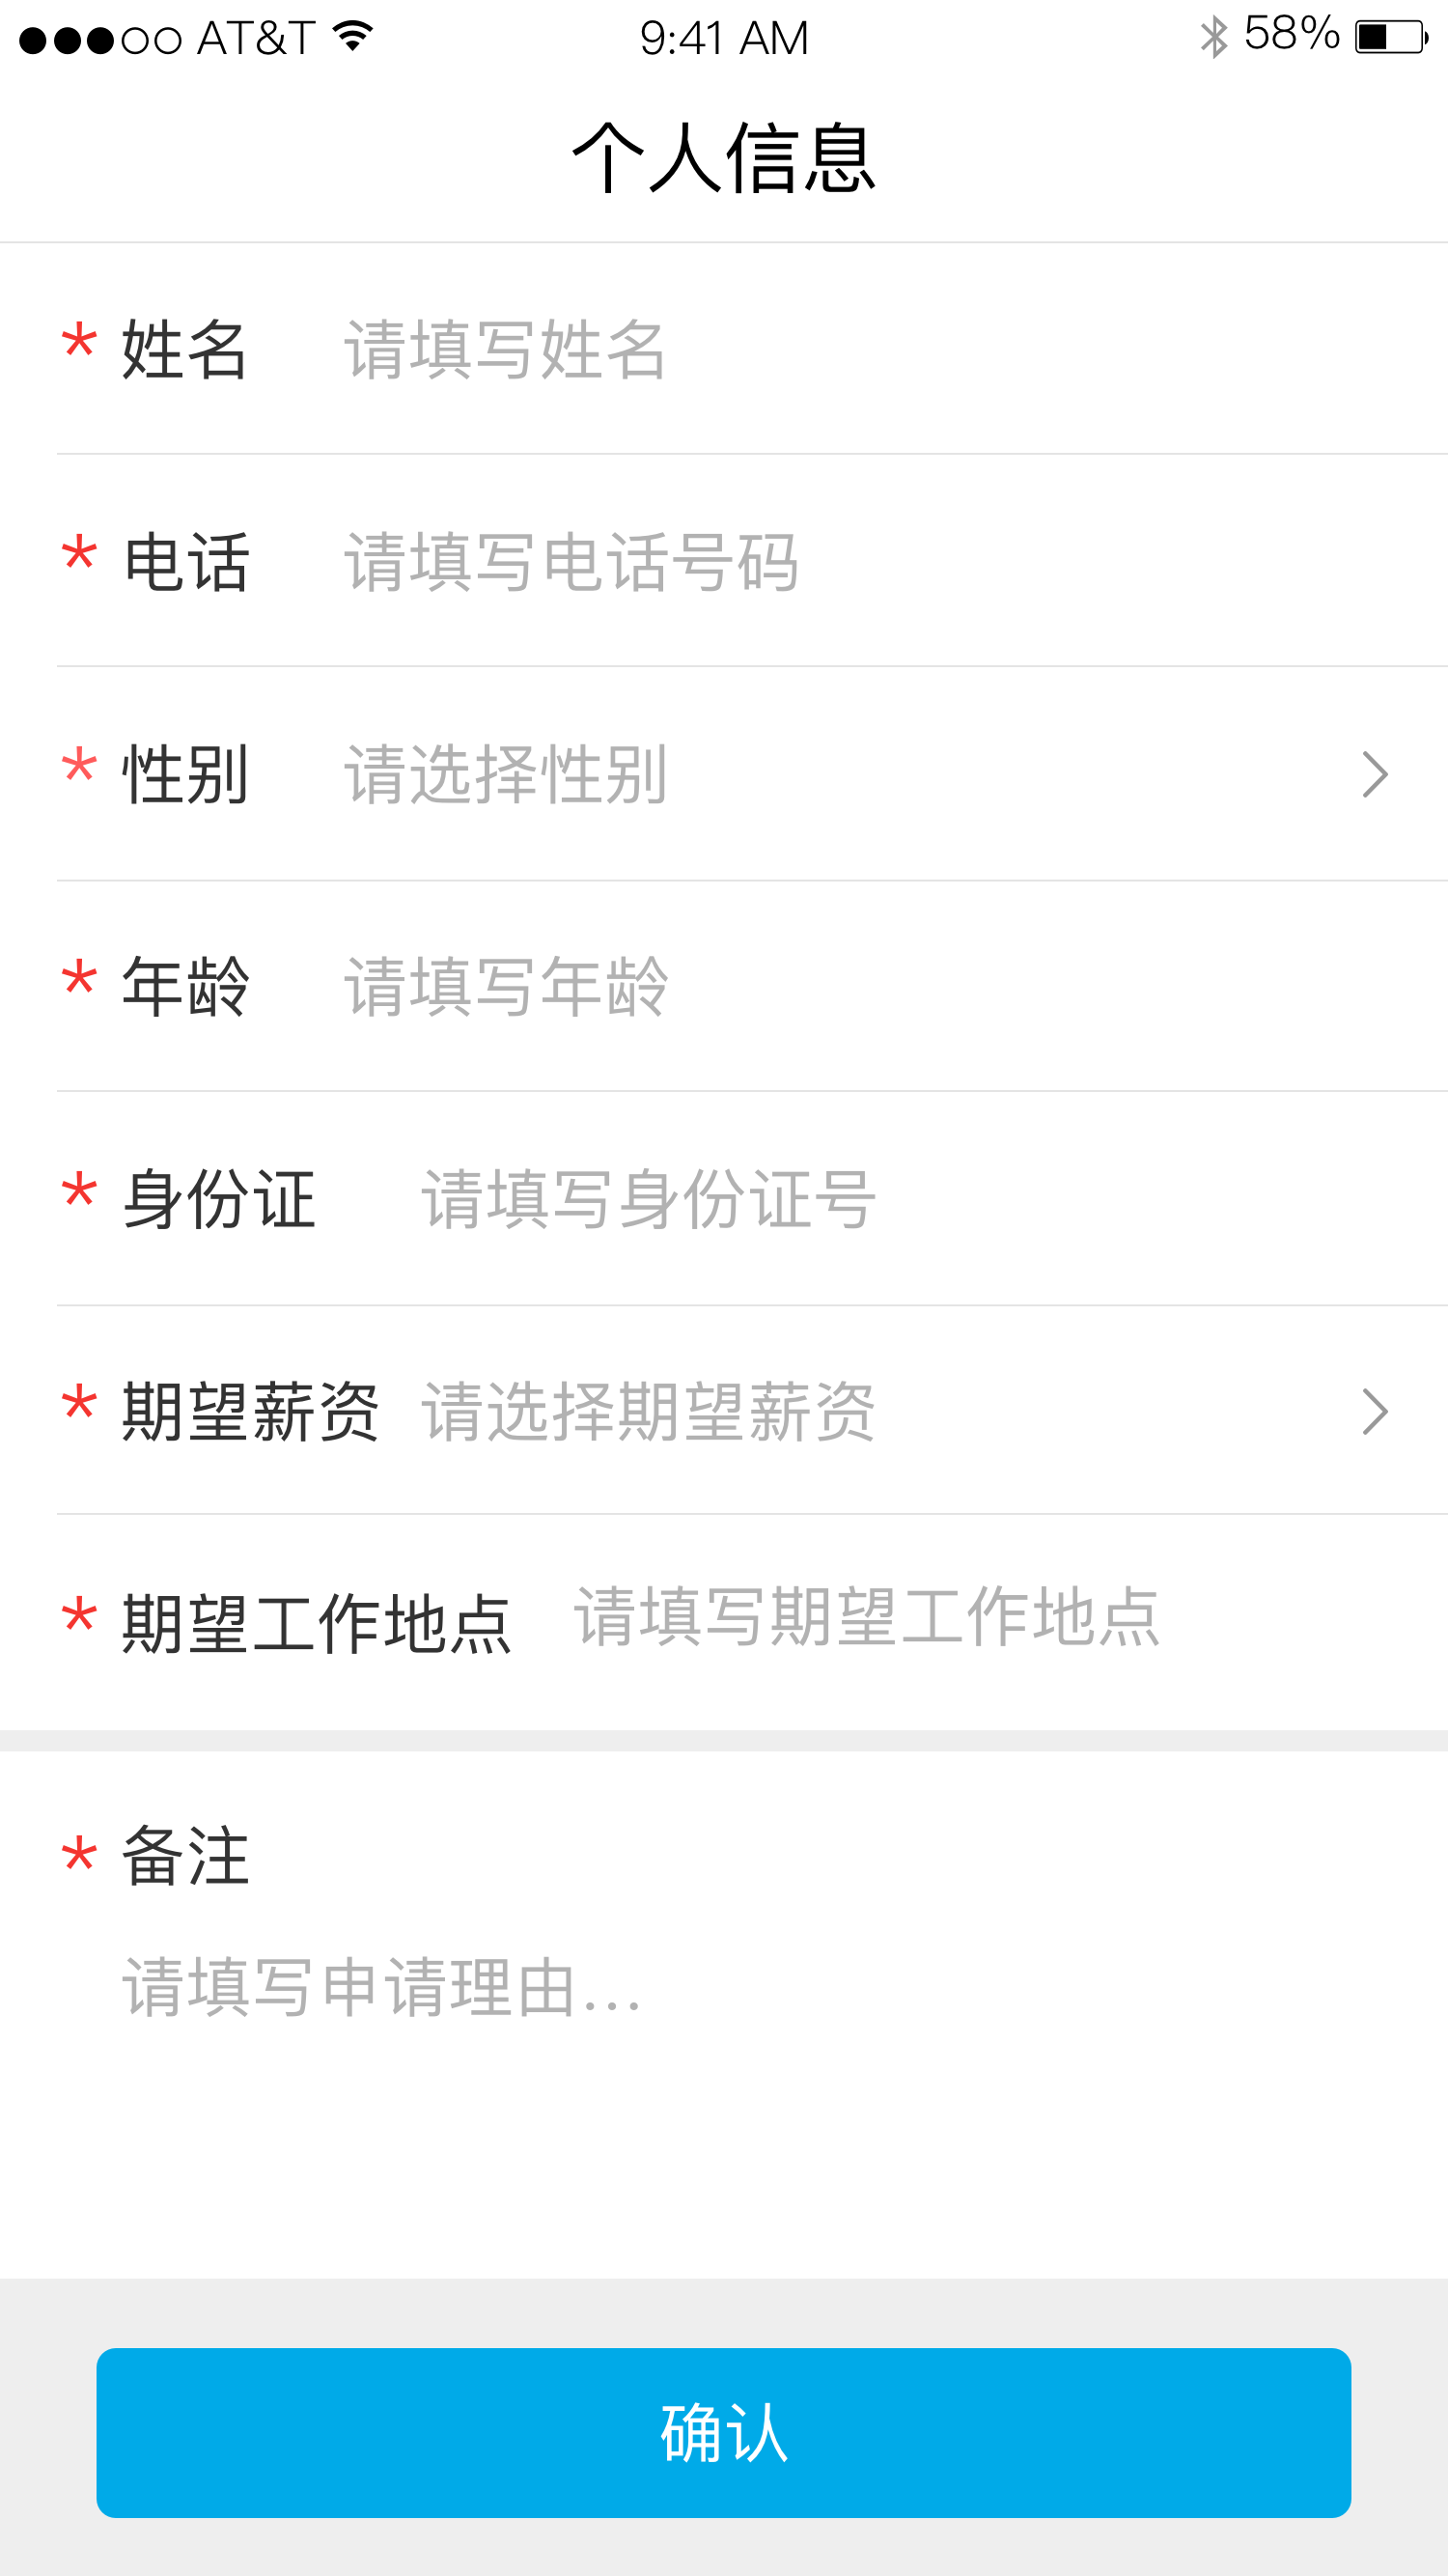 AT&T 9:41 AM 58%
个人信息
* 姓名 请填写姓名
* 电话 请填写电话号码
* 性别 请选择性别
* 年龄 请填写年龄
* 身份证 请填写身份证号
* 期望薪资 请选择期望薪资
* 期望工作地点 请填写期望工作地点
* 备注
请填写申请理由...
确认